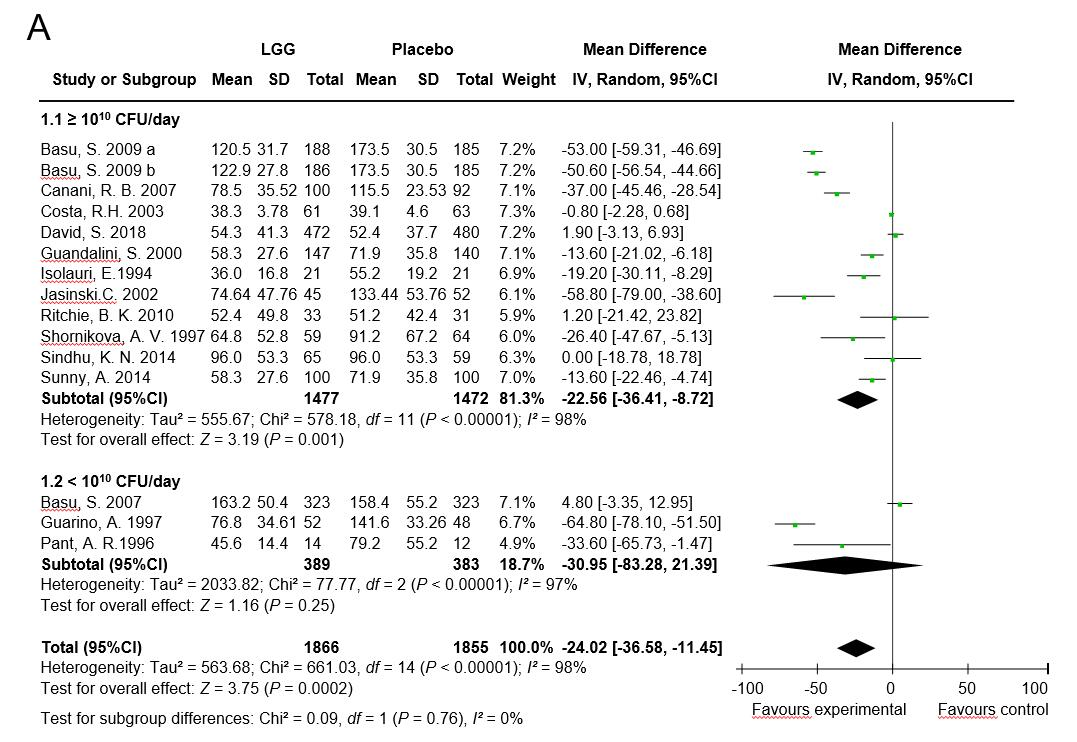 A
LGG Placebo Mean Difference Mean Difference
Study or Subgroup Mean SD Total Mean SD Total Weight IV, Random, 95%CI IV, Random, 95%CI
1.1 ≥ 10¹⁰ CFU/day
Basu, S. 2009 a 120.5 31.7 188 173.5 30.5 185 7.2% -53.00 [-59.31, -46.69]
Basu, S. 2009 b 122.9 27.8 186 173.5 30.5 185 7.2% -50.60 [-56.54, -44.66]
Canani, R. B. 2007 78.5 35.52 100 115.5 23.53 92 7.1% -37.00 [-45.46, -28.54]
Costa, R.H. 2003 38.3 3.78 61 39.1 4.6 63 7.3% -0.80 [-2.28, 0.68]
David, S. 2018 54.3 41.3 472 52.4 37.7 480 7.2% 1.90 [-3.13, 6.93]
Guandalini, S. 2000 58.3 27.6 147 71.9 35.8 140 7.1% -13.60 [-21.02, -6.18]
Isolauri, E.1994 36.0 16.8 21 55.2 19.2 21 6.9% -19.20 [-30.11, -8.29]
Jasinski.C. 2002 74.64 47.76 45 133.44 53.76 52 6.1% -58.80 [-79.00, -38.60]
Ritchie, B. K. 2010 52.4 49.8 33 51.2 42.4 31 5.9% 1.20 [-21.42, 23.82]
Shornikova, A. V. 1997 64.8 52.8 59 91.2 67.2 64 6.0% -26.40 [-47.67, -5.13]
Sindhu, K. N. 2014 96.0 53.3 65 96.0 53.3 59 6.3% 0.00 [-18.78, 18.78]
Sunny, A. 2014 58.3 27.6 100 71.9 35.8 100 7.0% -13.60 [-22.46, -4.74]
Subtotal (95%CI) 1477 1472 81.3% -22.56 [-36.41, -8.72]
Heterogeneity: Tau² = 555.67; Chi² = 578.18, df = 11 (P < 0.00001); I² = 98%
Test for overall effect: Z = 3.19 (P = 0.001)
1.2 < 10¹⁰ CFU/day
Basu, S. 2007 163.2 50.4 323 158.4 55.2 323 7.1% 4.80 [-3.35, 12.95]
Guarino, A. 1997 76.8 34.61 52 141.6 33.26 48 6.7% -64.80 [-78.10, -51.50]
Pant, A. R.1996 45.6 14.4 14 79.2 55.2 12 4.9% -33.60 [-65.73, -1.47]
Subtotal (95%CI) 389 383 18.7% -30.95 [-83.28, 21.39]
Heterogeneity: Tau² = 2033.82; Chi² = 77.77, df = 2 (P < 0.00001); I² = 97%
Test for overall effect: Z = 1.16 (P = 0.25)
Total (95%CI) 1866 1855 100.0% -24.02 [-36.58, -11.45]
Heterogeneity: Tau² = 563.68; Chi² = 661.03, df = 14 (P < 0.00001); I² = 98%
Test for overall effect: Z = 3.75 (P = 0.0002)
Test for subgroup differences: Chi² = 0.09, df = 1 (P = 0.76), I² = 0%
-100 -50 0 50 100
Favours experimental Favours control